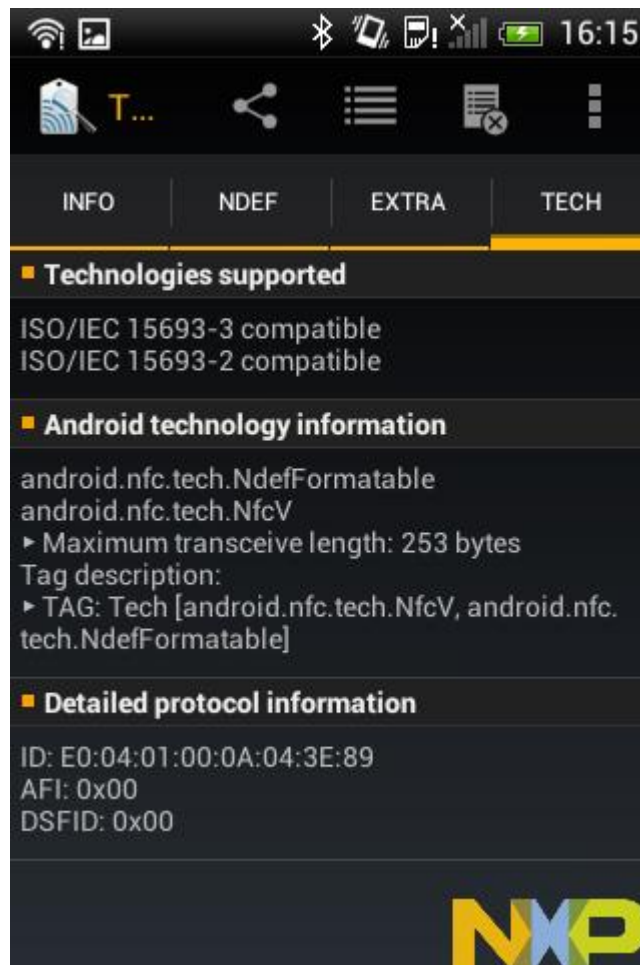 16:15
T...
INFO NDEF EXTRA TECH
Technologies supported
ISO/IEC 15693-3 compatible
ISO/IEC 15693-2 compatible
Android technology information
android.nfc.tech.NdefFormatable
android.nfc.tech.NfcV
▸ Maximum transceive length: 253 bytes
Tag description:
▸ TAG: Tech [android.nfc.tech.NfcV, android.nfc.
tech.NdefFormatable]
Detailed protocol information
ID: E0:04:01:00:0A:04:3E:89
AFI: 0x00
DSFID: 0x00
NXP